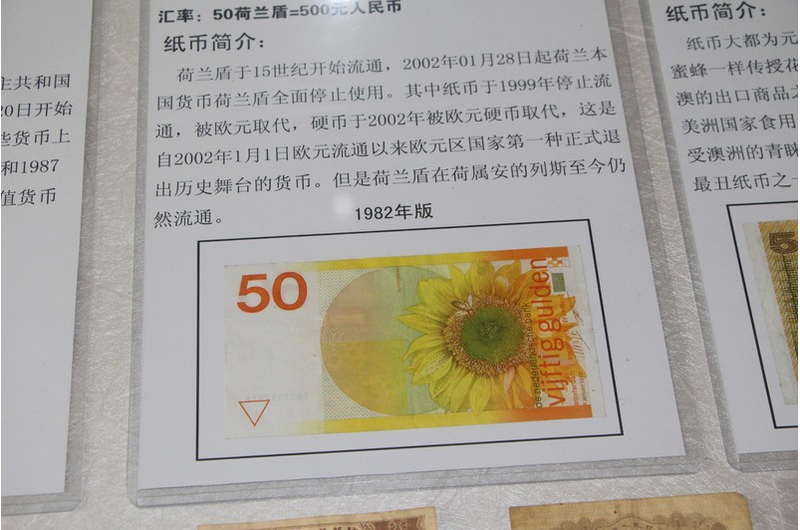 汇率：50荷兰盾=500元人民币
纸币简介：
荷兰盾于15世纪开始流通，2002年01月28日起荷兰本
国货币荷兰盾全面停止使用。其中纸币于1999年停止流
通，被欧元取代，硬币于2002年被欧元硬币取代，这是
自2002年1月1日欧元流通以来欧元区国家第一种正式退
出历史舞台的货币。但是荷兰盾在荷属安的列斯至今仍
然流通。
1982年版
50
de nederlandsche bank
vijftig gulden
主共和国
20日开始
些货币上
和1987
值货币
纸币简介：
纸币大都为元
蜜蜂一样传授花
澳的出口商品之
美洲国家食用
受澳洲的青睐
最丑纸币之一
5